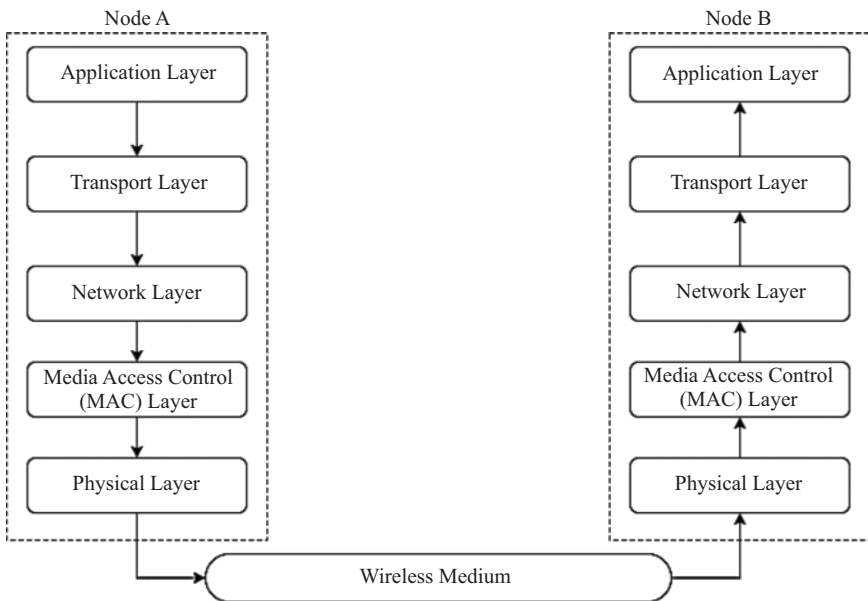 Node A
Application Layer
Transport Layer
Network Layer
Media Access Control
(MAC) Layer
Physical Layer
Node B
Application Layer
Transport Layer
Network Layer
Media Access Control
(MAC) Layer
Physical Layer
Wireless Medium